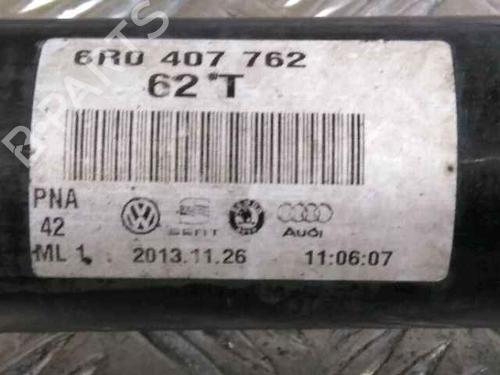 6R0 407 762
62*T
PNA
42
ML 1
SEAT
Audi
2013.11.26
11:06:07
B-PARTS